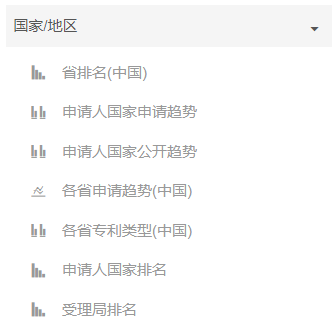 国家/地区
省排名(中国)
申请人国家申请趋势
申请人国家公开趋势
各省申请趋势(中国)
各省专利类型(中国)
申请人国家排名
受理局排名